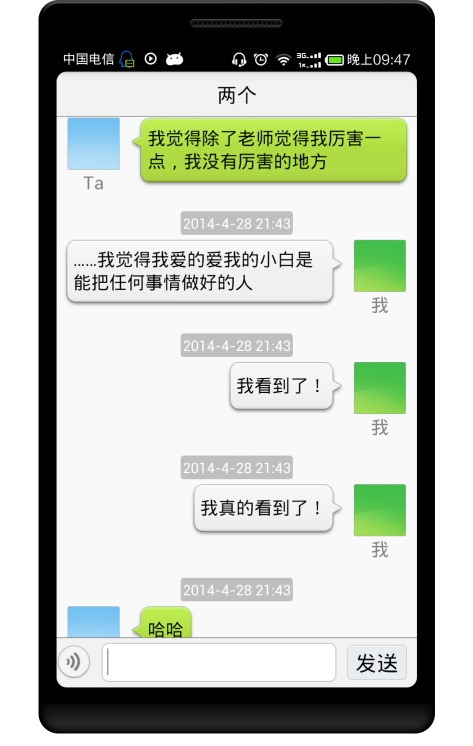 中国电信 3G 1x 晚上09:47
两个
我觉得除了老师觉得我厉害一
点，我没有厉害的地方
Ta
2014-4-28 21:43
……我觉得我爱的爱我的小白是
能把任何事情做好的人
我
2014-4-28 21:43
我看到了！
我
2014-4-28 21:43
我真的看到了！
我
2014-4-28 21:43
哈哈
发送